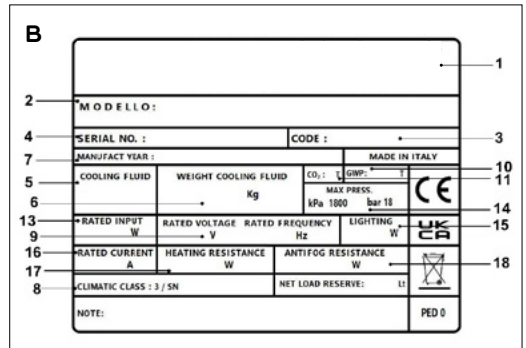 B
1
2 MODELLO:
4 SERIAL NO. : CODE : 3
7 MANUFACT YEAR : MADE IN ITALY
5 COOLING FLUID WEIGHT COOLING FLUID CO₂ : T GWP: T 10
11
6 Kg MAX PRESS.
kPa 1800 bar 18 CE
14
13 RATED INPUT RATED VOLTAGE RATED FREQUENCY LIGHTING 15
9 W V Hz W UK CA
16 RATED CURRENT HEATING RESISTANCE ANTIFOG RESISTANCE
17 A W W 18
8 CLIMATIC CLASS : 3 / SN NET LOAD RESERVE: Lt
NOTE: PED 0